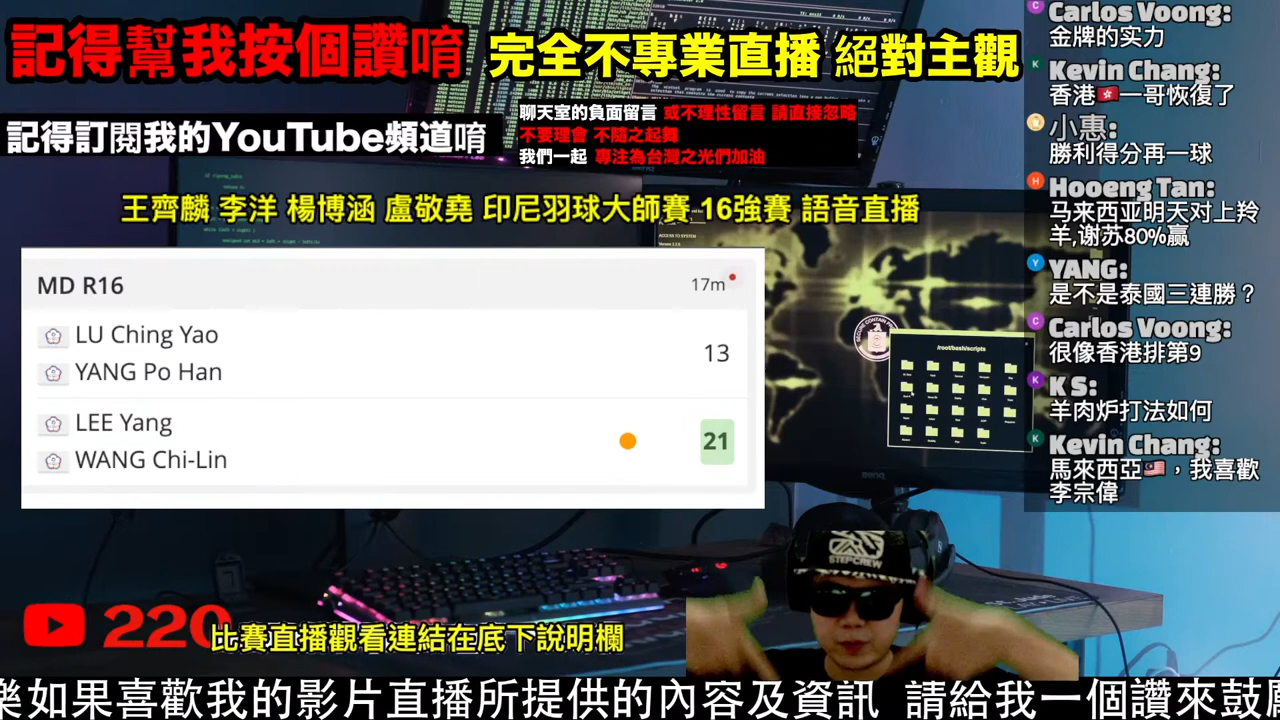 記得幫我按個讚唷
完全不專業直播 絕對主觀
記得訂閱我的YouTube頻道唷
聊天室的負面留言 或不理性留言 請直接忽略
不要理會 不隨之起舞
我們一起 專注為台灣之光們加油
王齊麟 李洋 楊博涵 盧敬堯 印尼羽球大師賽 16強賽 語音直播
MD R16
17m
LU Ching Yao
YANG Po Han
13
LEE Yang
WANG Chi-Lin
21
/root/bash/scripts
BenQ
STEPCREW
220
比賽直播觀看連結在底下說明欄
樂如果喜歡我的影片直播所提供的內容及資訊 請給我一個讚來鼓勵
Carlos Voong:
金牌的实力
Kevin Chang:
香港🇭🇰一哥恢復了
小惠:
勝利得分再一球
Hooeng Tan:
马来西亚明天对上羚
羊,谢苏80%赢
YANG:
是不是泰國三連勝？
Carlos Voong:
很像香港排第9
K S:
羊肉炉打法如何
Kevin Chang:
馬來西亞🇲🇾，我喜歡
李宗偉